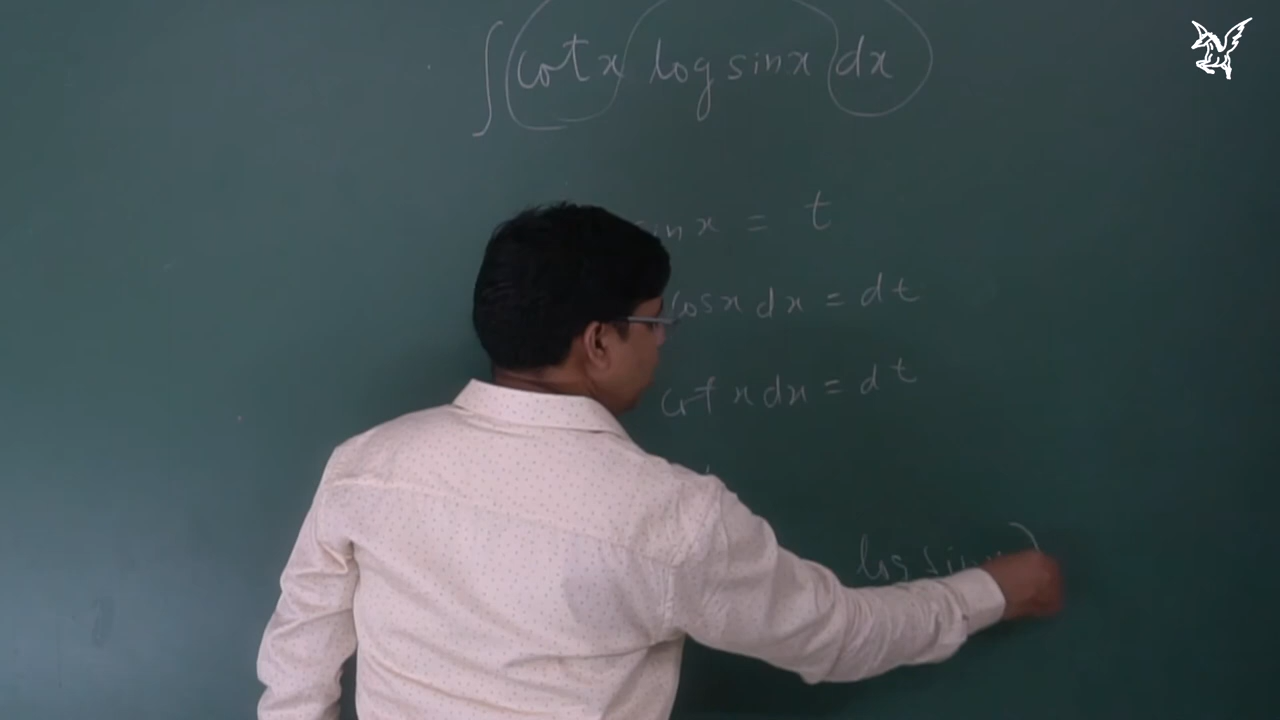 ∫ cot x log sin x dx
sin x = t
cos x dx = dt
cot x dx = dt
log sin x)